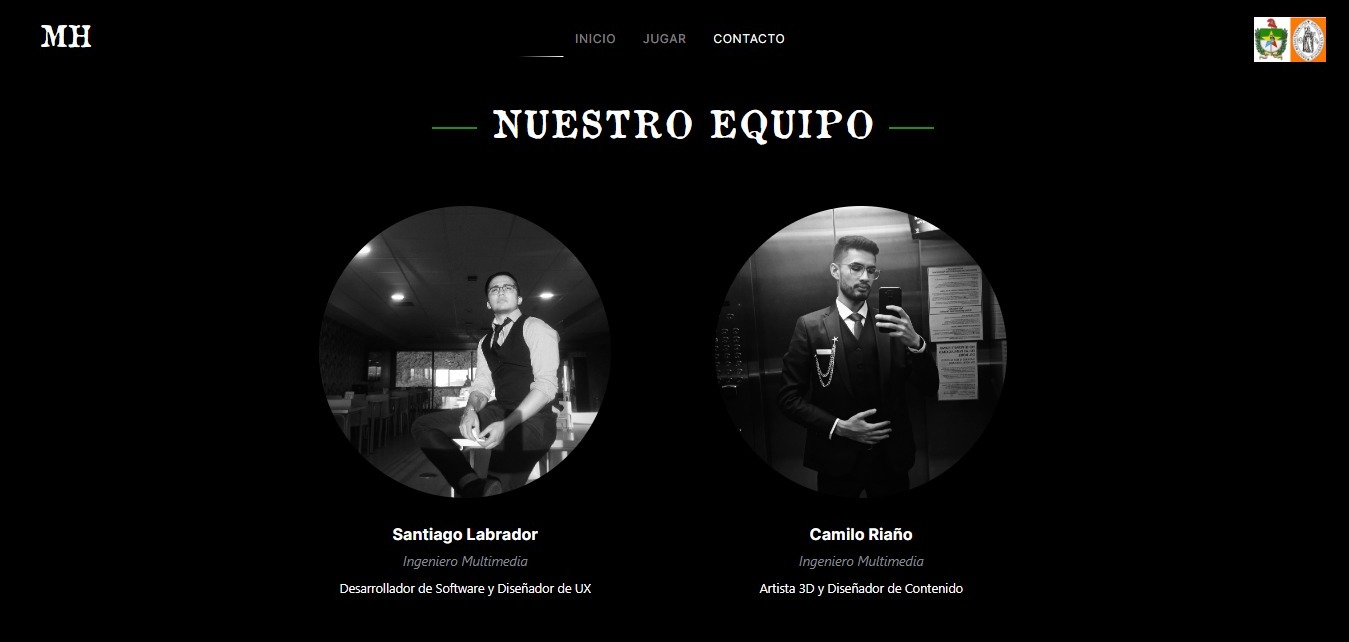 MH
INICIO JUGAR CONTACTO
NUESTRO EQUIPO
Santiago Labrador
Ingeniero Multimedia
Desarrollador de Software y Diseñador de UX
Camilo Riaño
Ingeniero Multimedia
Artista 3D y Diseñador de Contenido